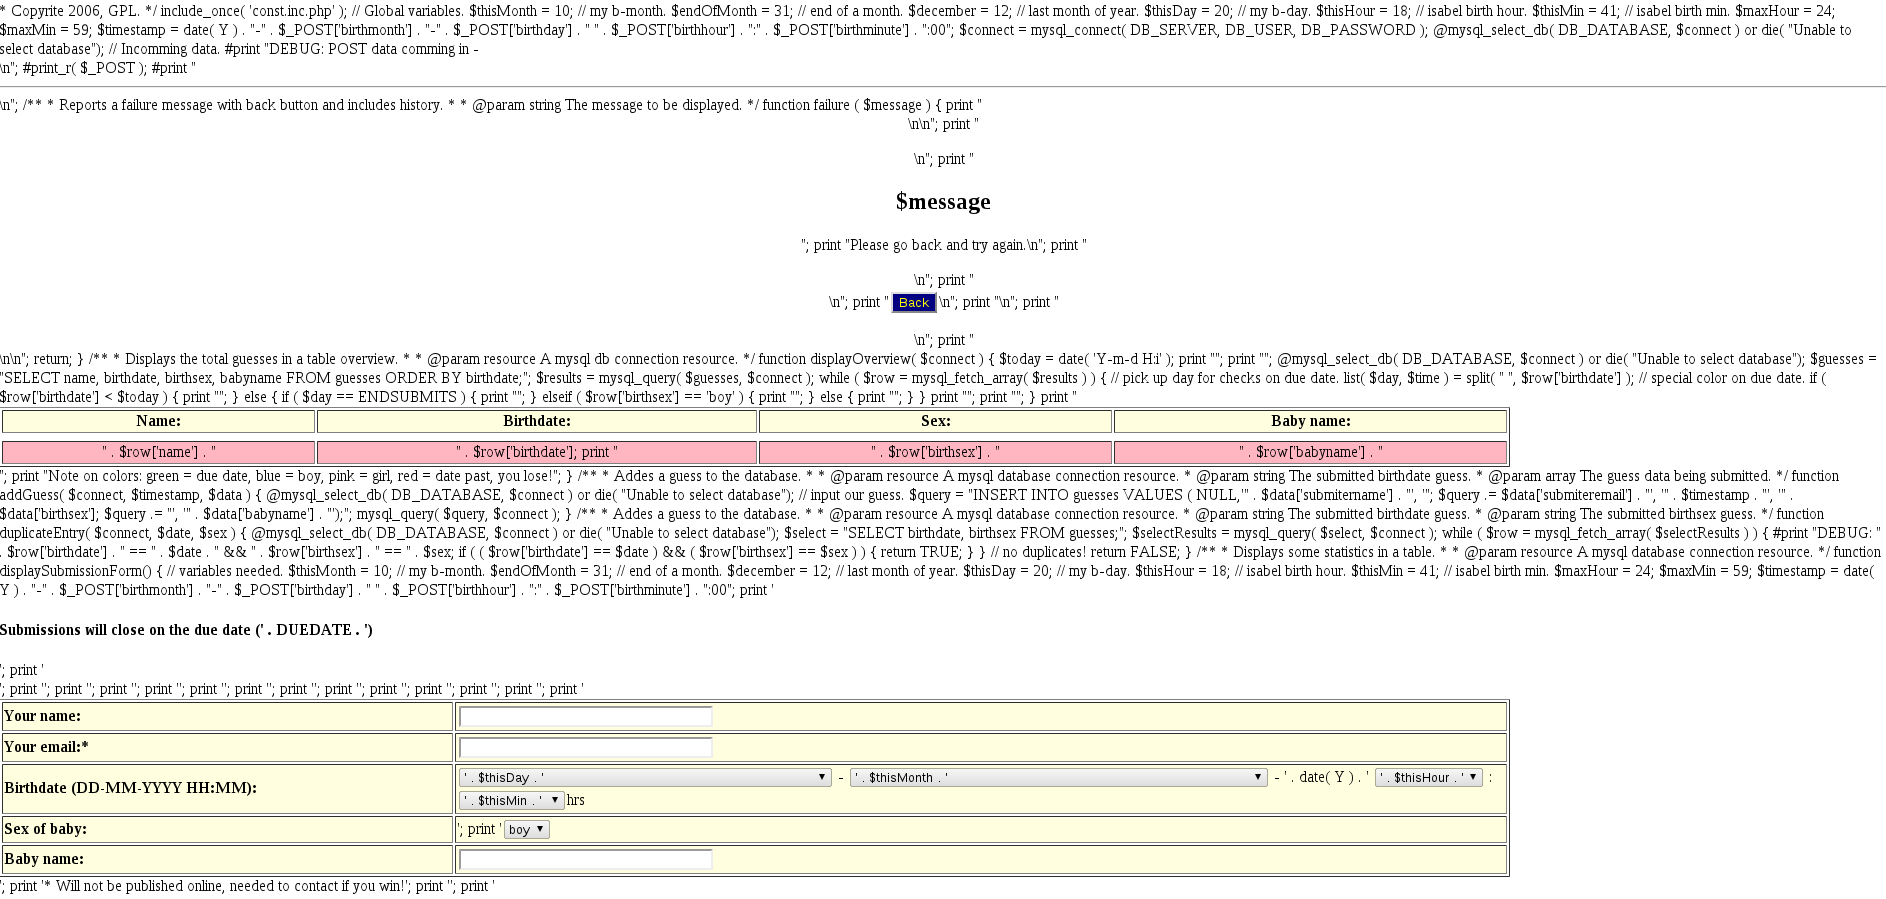 * Copyrite 2006, GPL. */ include_once( 'const.inc.php' ); // Global variables. $thisMonth = 10; // my b-month. $endOfMonth = 31; // end of a month. $december = 12; // last month of year. $thisDay = 20; // my b-day. $thisHour = 18; // isabel birth hour. $thisMin = 41; // isabel birth min. $maxHour = 24;
$maxMin = 59; $timestamp = date( Y ) . "-" . $_POST['birthmonth'] . "-" . $_POST['birthday'] . " " . $_POST['birthhour'] . ":" . $_POST['birthminute'] . ":00"; $connect = mysql_connect( DB_SERVER, DB_USER, DB_PASSWORD ); @mysql_select_db( DB_DATABASE, $connect ) or die( "Unable to
select database"); // Incomming data. #print "DEBUG: POST data comming in -
\n"; #print_r( $_POST ); #print "
\n"; /** * Reports a failure message with back button and includes history. * * @param string The message to be displayed. */ function failure ( $message ) { print "
\n\n"; print "
\n"; print "
$message
"; print "Please go back and try again.\n"; print "
\n"; print "
\n"; print " Back \n"; print "\n"; print "
\n"; print "
\n\n"; return; } /** * Displays the total guesses in a table overview. * * @param resource A mysql db connection resource. */ function displayOverview( $connect ) { $today = date( 'Y-m-d H:i' ); print ""; print ""; @mysql_select_db( DB_DATABASE, $connect ) or die( "Unable to select database"); $guesses =
"SELECT name, birthdate, birthsex, babyname FROM guesses ORDER BY birthdate;"; $results = mysql_query( $guesses, $connect ); while ( $row = mysql_fetch_array( $results ) ) { // pick up day for checks on due date. list( $day, $time ) = split( " ", $row['birthdate'] ); // special color on due date. if (
$row['birthdate'] < $today ) { print ""; } else { if ( $day == ENDSUBMITS ) { print ""; } elseif ( $row['birthsex'] == 'boy' ) { print ""; } else { print ""; } } print ""; print ""; } print "
Name: Birthdate: Sex: Baby name:
" . $row['name'] . " " . $row['birthdate']; print " " . $row['birthsex'] . " " . $row['babyname'] . "
"; print "Note on colors: green = due date, blue = boy, pink = girl, red = date past, you lose!"; } /** * Addes a guess to the database. * * @param resource A mysql database connection resource. * @param string The submitted birthdate guess. * @param array The guess data being submitted. */ function
addGuess( $connect, $timestamp, $data ) { @mysql_select_db( DB_DATABASE, $connect ) or die( "Unable to select database"); // input our guess. $query = "INSERT INTO guesses VALUES ( NULL,'" . $data['submitername'] . "', '"; $query .= $data['submiteremail'] . "', '" . $timestamp . "', '" .
$data['birthsex']; $query .= "', '" . $data['babyname'] . "');"; mysql_query( $query, $connect ); } /** * Addes a guess to the database. * * @param resource A mysql database connection resource. * @param string The submitted birthdate guess. * @param string The submitted birthsex guess. */ function
duplicateEntry( $connect, $date, $sex ) { @mysql_select_db( DB_DATABASE, $connect ) or die( "Unable to select database"); $select = "SELECT birthdate, birthsex FROM guesses;"; $selectResults = mysql_query( $select, $connect ); while ( $row = mysql_fetch_array( $selectResults ) ) { #print "DEBUG: "
. $row['birthdate'] . " == " . $date . " && " . $row['birthsex'] . " == " . $sex; if ( ( $row['birthdate'] == $date ) && ( $row['birthsex'] == $sex ) ) { return TRUE; } } // no duplicates! return FALSE; } /** * Displays some statistics in a table. * * @param resource A mysql database connection resource. */ function
displaySubmissionForm() { // variables needed. $thisMonth = 10; // my b-month. $endOfMonth = 31; // end of a month. $december = 12; // last month of year. $thisDay = 20; // my b-day. $thisHour = 18; // isabel birth hour. $thisMin = 41; // isabel birth min. $maxHour = 24; $maxMin = 59; $timestamp = date(
Y ) . "-" . $_POST['birthmonth'] . "-" . $_POST['birthday'] . " " . $_POST['birthhour'] . ":" . $_POST['birthminute'] . ":00"; print '
Submissions will close on the due date (' . DUEDATE . ')
'; print '
'; print ''; print ''; print ''; print ''; print ''; print ''; print ''; print ''; print ''; print ''; print ''; print ''; print '
Your name:
Your email:*
Birthdate (DD-MM-YYYY HH:MM): ' . $thisDay . ' - ' . $thisMonth . ' - ' . date( Y ) . ' ' . $thisHour . ' :
' . $thisMin . ' hrs
Sex of baby: '; print ' boy
Baby name:
'; print '* Will not be published online, needed to contact if you win!'; print ''; print '